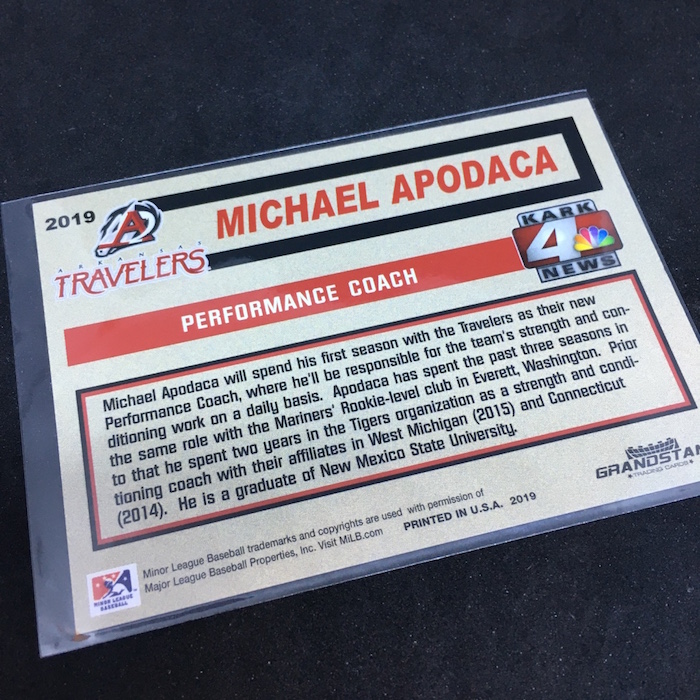 2019
A
ARKANSAS
TRAVELERS
MICHAEL APODACA
KARK
4
NEWS
PERFORMANCE COACH
Michael Apodaca will spend his first season with the Travelers as their new
Performance Coach, where he'll be responsible for the team's strength and con-
ditioning work on a daily basis. Apodaca has spent the past three seasons in
the same role with the Mariners' Rookie-level club in Everett, Washington. Prior
to that he spent two years in the Tigers organization as a strength and condi-
tioning coach with their affiliates in West Michigan (2015) and Connecticut
(2014). He is a graduate of New Mexico State University.
GRANDSTAN
TRADING CARDS
MINOR LEAGUE
BASEBALL
Minor League Baseball trademarks and copyrights are used with permission of
Major League Baseball Properties, Inc. Visit MiLB.com
PRINTED IN U.S.A. 2019